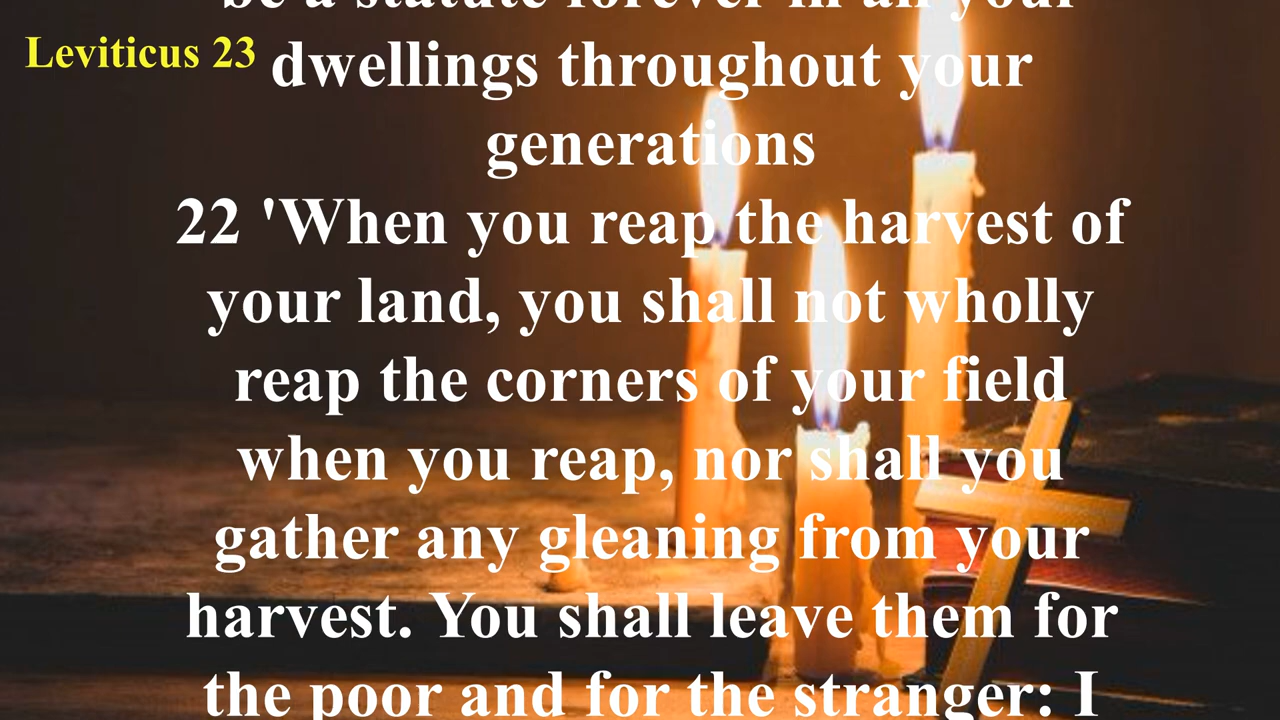 be a statute forever in all your
Leviticus 23
dwellings throughout your
generations
22 'When you reap the harvest of
your land, you shall not wholly
reap the corners of your field
when you reap, nor shall you
gather any gleaning from your
harvest. You shall leave them for
the poor and for the stranger: I